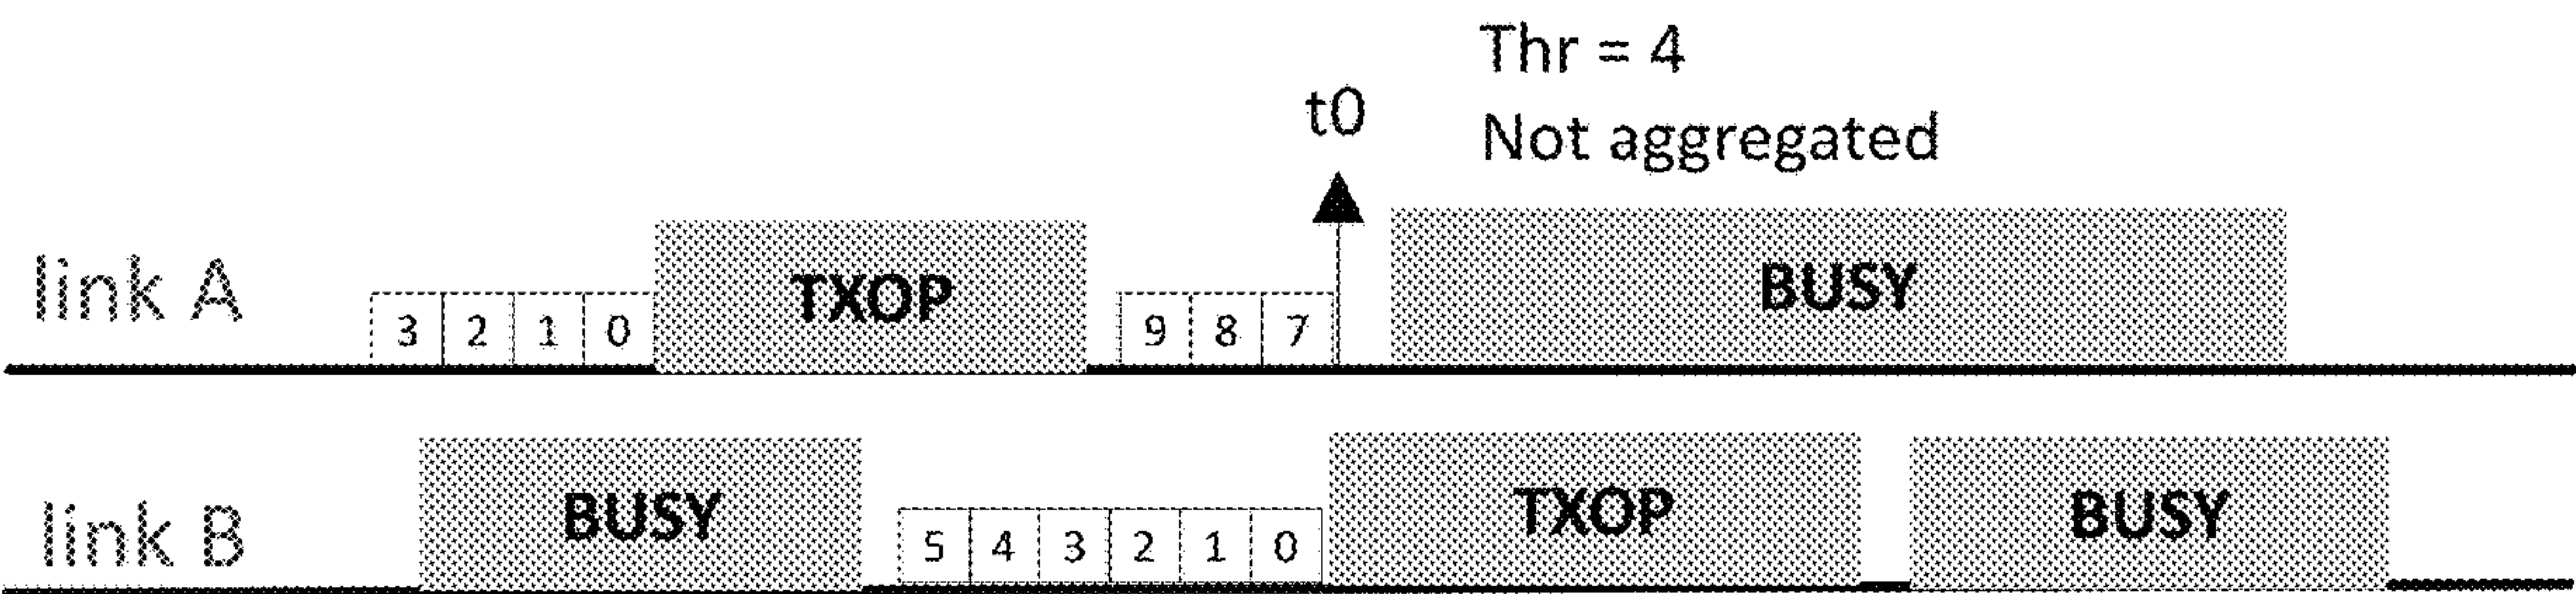 Thr = 4
t0
Not aggregated
link A
3 2 1 0
TXOP
9 8 7
BUSY
link B
BUSY
5 4 3 2 1 0
TXOP
BUSY